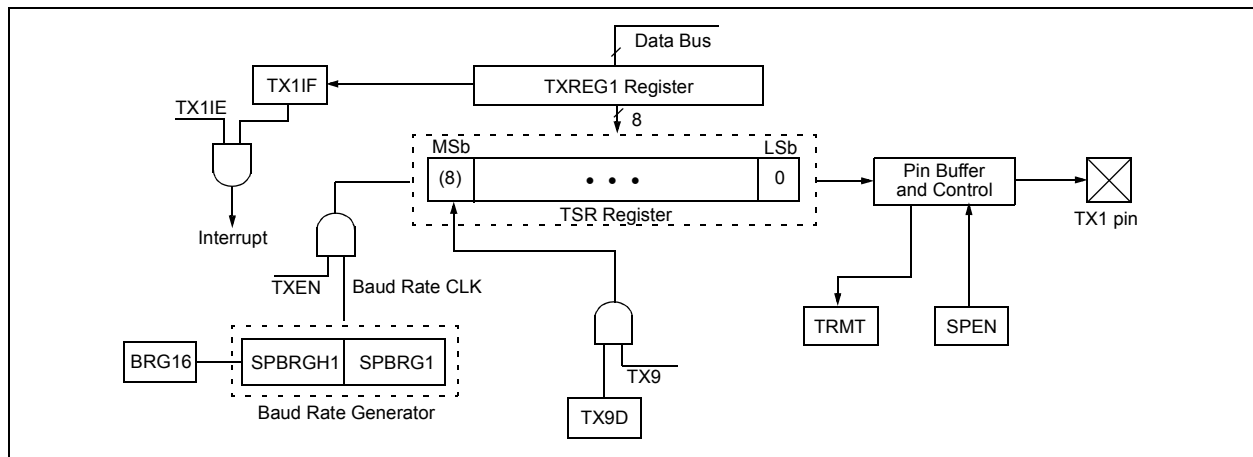 Data Bus
TX1IF
TXREG1 Register
TX1IE
8
MSb
LSb
(8)
• • •
0
Pin Buffer
and Control
TSR Register
TX1 pin
Interrupt
TXEN
Baud Rate CLK
TRMT
SPEN
BRG16
SPBRGH1
SPBRG1
TX9
Baud Rate Generator
TX9D